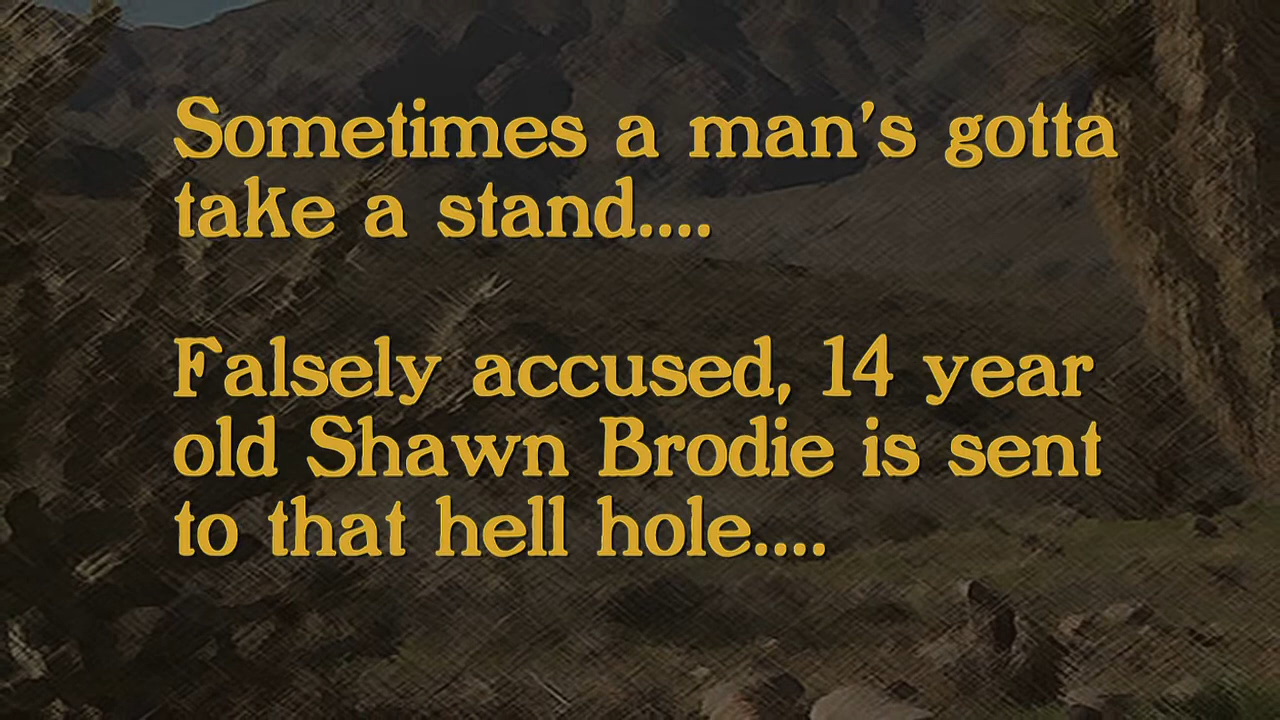 Sometimes a man's gotta
take a stand....
Falsely accused, 14 year
old Shawn Brodie is sent
to that hell hole....